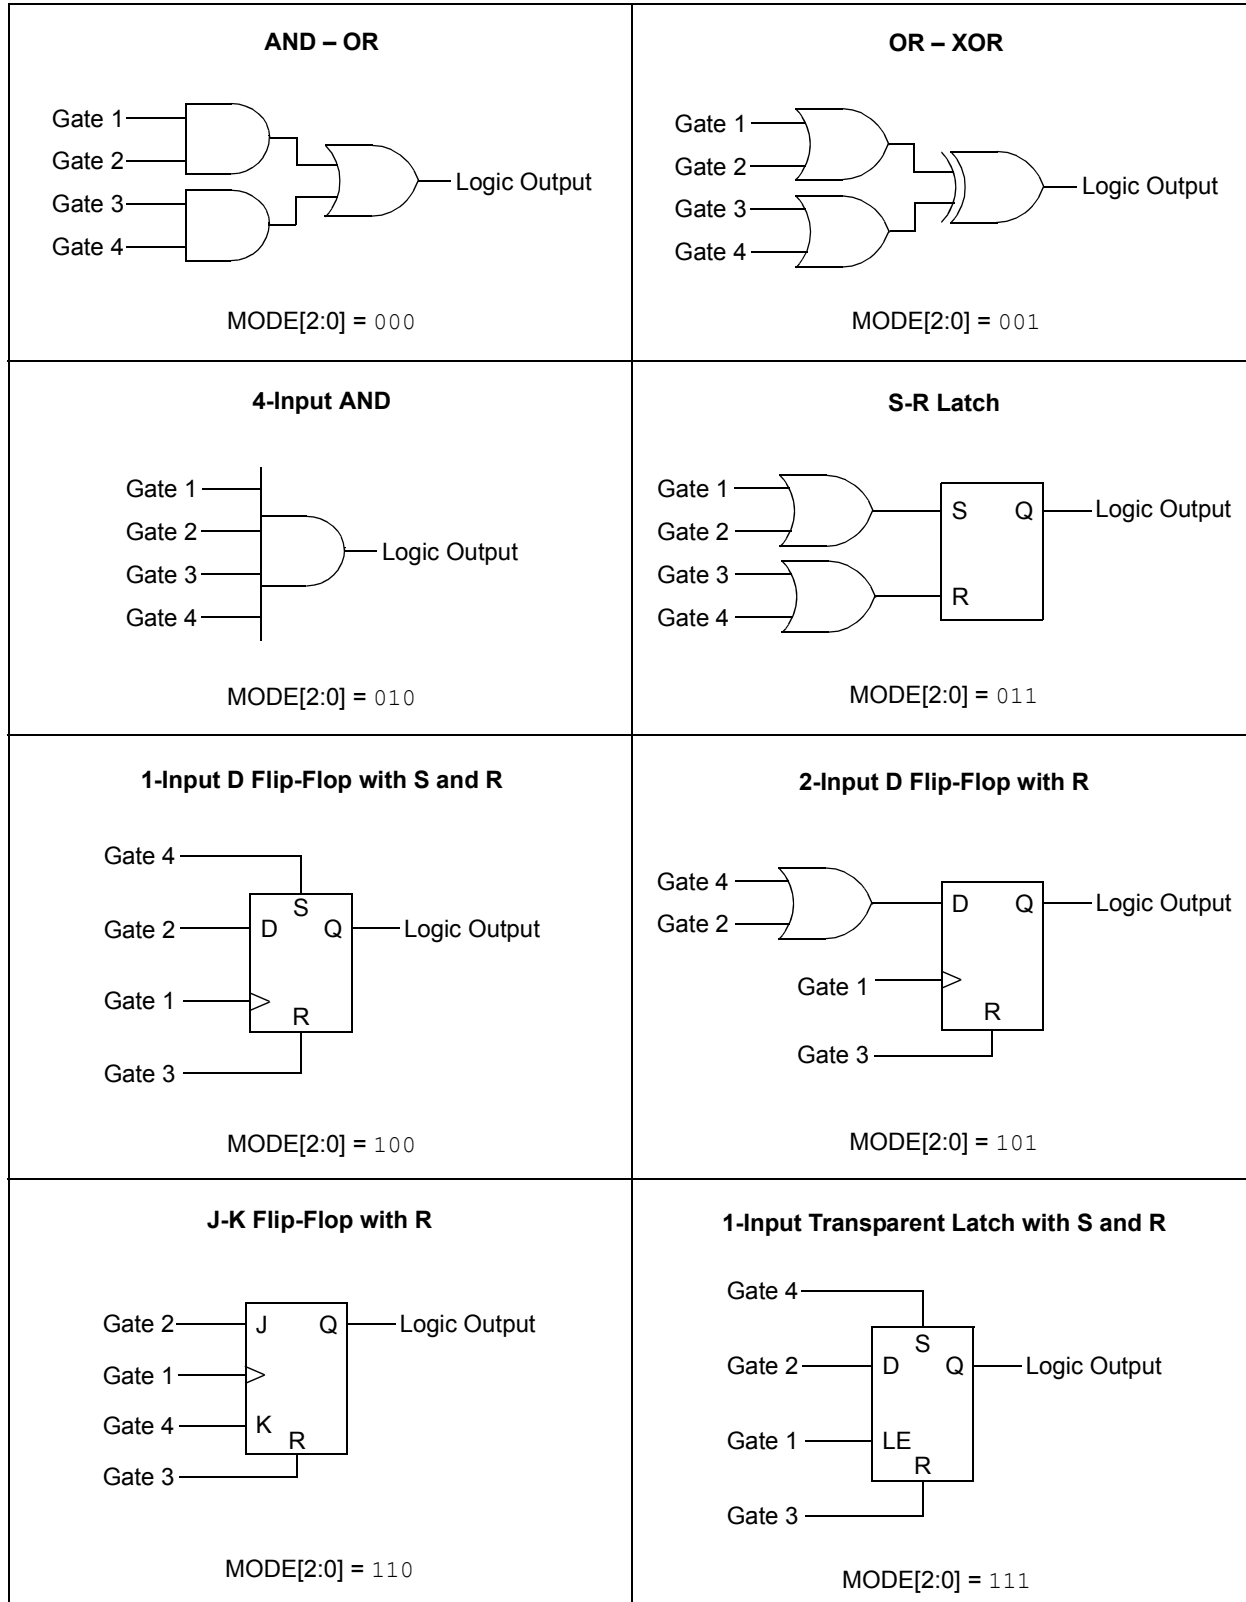 AND – OR
Gate 1
Gate 2
Gate 3
Gate 4
Logic Output
MODE[2:0] = 000
OR – XOR
Gate 1
Gate 2
Gate 3
Gate 4
Logic Output
MODE[2:0] = 001
4-Input AND
Gate 1
Gate 2
Gate 3
Gate 4
Logic Output
MODE[2:0] = 010
S-R Latch
Gate 1
Gate 2
Gate 3
Gate 4
S Q
R
Logic Output
MODE[2:0] = 011
1-Input D Flip-Flop with S and R
Gate 4
S
Gate 2
D Q
Logic Output
Gate 1
R
Gate 3
MODE[2:0] = 100
2-Input D Flip-Flop with R
Gate 4
Gate 2
D Q
Logic Output
Gate 1
R
Gate 3
MODE[2:0] = 101
J-K Flip-Flop with R
Gate 2
J Q
Logic Output
Gate 1
Gate 4
K
R
Gate 3
MODE[2:0] = 110
1-Input Transparent Latch with S and R
Gate 4
S
Gate 2
D Q
Logic Output
Gate 1
LE
R
Gate 3
MODE[2:0] = 111